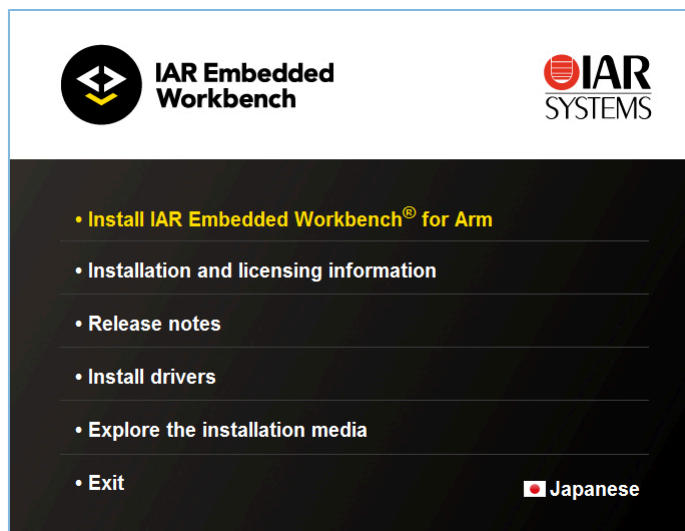 IAR Embedded
Workbench
IAR
SYSTEMS
• Install IAR Embedded Workbench® for Arm
• Installation and licensing information
• Release notes
• Install drivers
• Explore the installation media
• Exit
Japanese